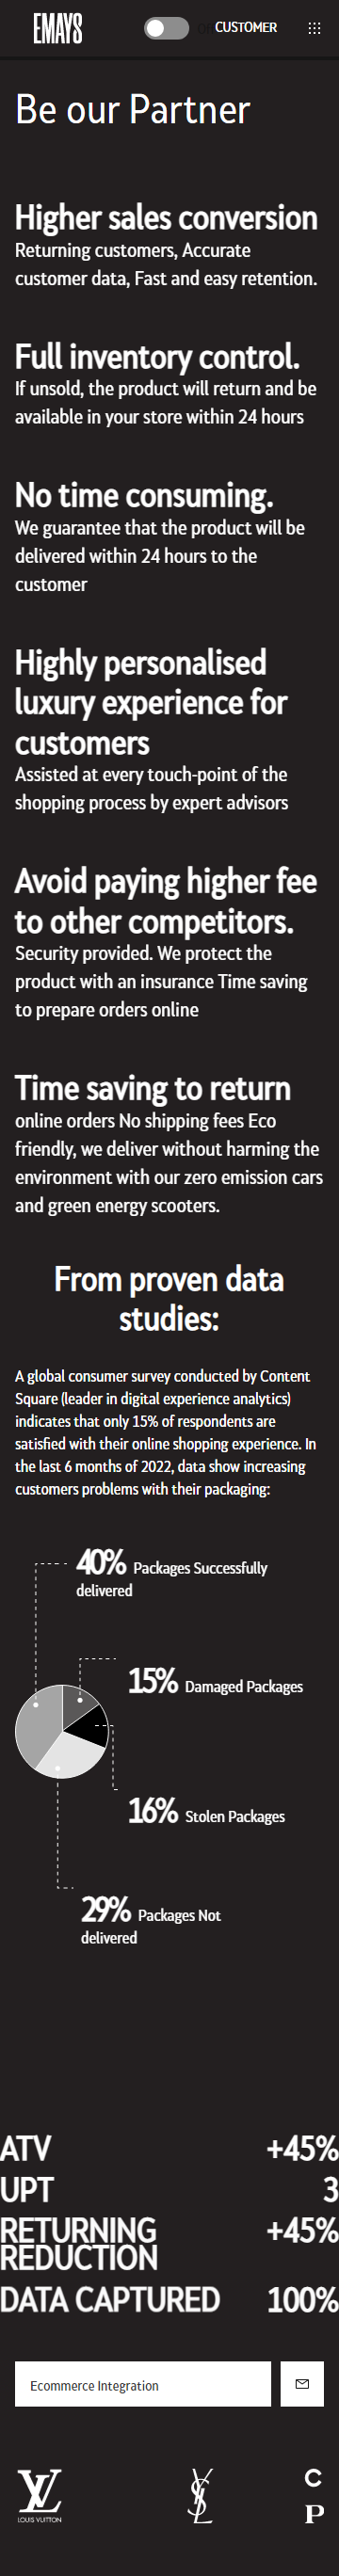 EMAYS
CUSTOMER
Be our Partner
Higher sales conversion
Returning customers, Accurate
customer data, Fast and easy retention.
Full inventory control.
If unsold, the product will return and be
available in your store within 24 hours
No time consuming.
We guarantee that the product will be
delivered within 24 hours to the
customer
Highly personalised
luxury experience for
customers
Assisted at every touch-point of the
shopping process by expert advisors
Avoid paying higher fee
to other competitors.
Security provided. We protect the
product with an insurance Time saving
to prepare orders online
Time saving to return
online orders No shipping fees Eco
friendly, we deliver without harming the
environment with our zero emission cars
and green energy scooters.
From proven data
studies:
A global consumer survey conducted by Content
Square (leader in digital experience analytics)
indicates that only 15% of respondents are
satisfied with their online shopping experience. In
the last 6 months of 2022, data show increasing
customers problems with their packaging:
40% Packages Successfully
delivered
15% Damaged Packages
16% Stolen Packages
29% Packages Not
delivered
ATV +45%
UPT 3
RETURNING +45%
REDUCTION
DATA CAPTURED 100%
Ecommerce Integration
LV
LOUIS VUITTON
YSL
C
P